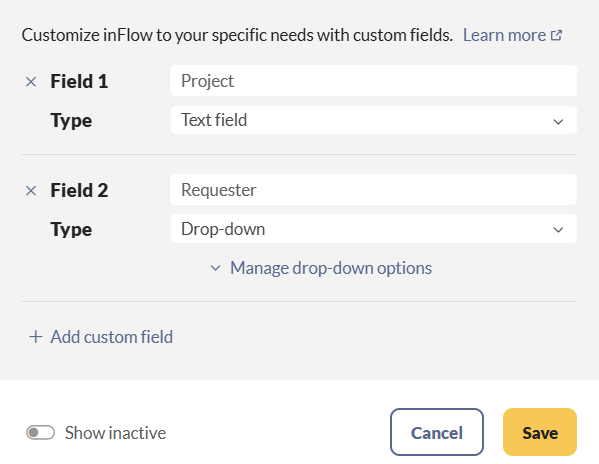 Customize inFlow to your specific needs with custom fields. Learn more
Field 1 Project
Type Text field
Field 2 Requester
Type Drop-down
Manage drop-down options
+ Add custom field
Show inactive Cancel Save